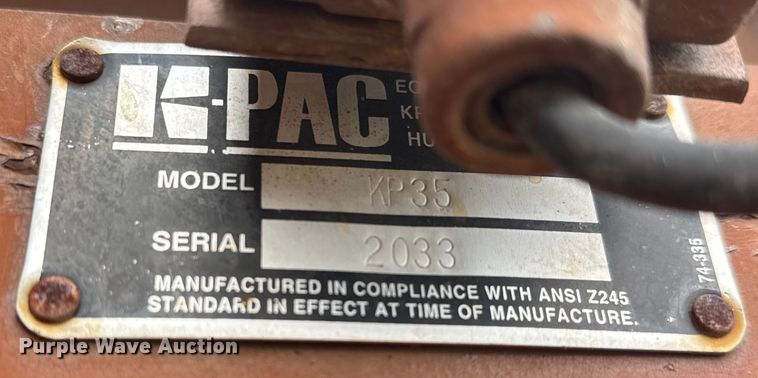 K-PAC
MODEL KP35
SERIAL 2033
MANUFACTURED IN COMPLIANCE WITH ANSI Z245
STANDARD IN EFFECT AT TIME OF MANUFACTURE.
74-335
Purple Wave Auction